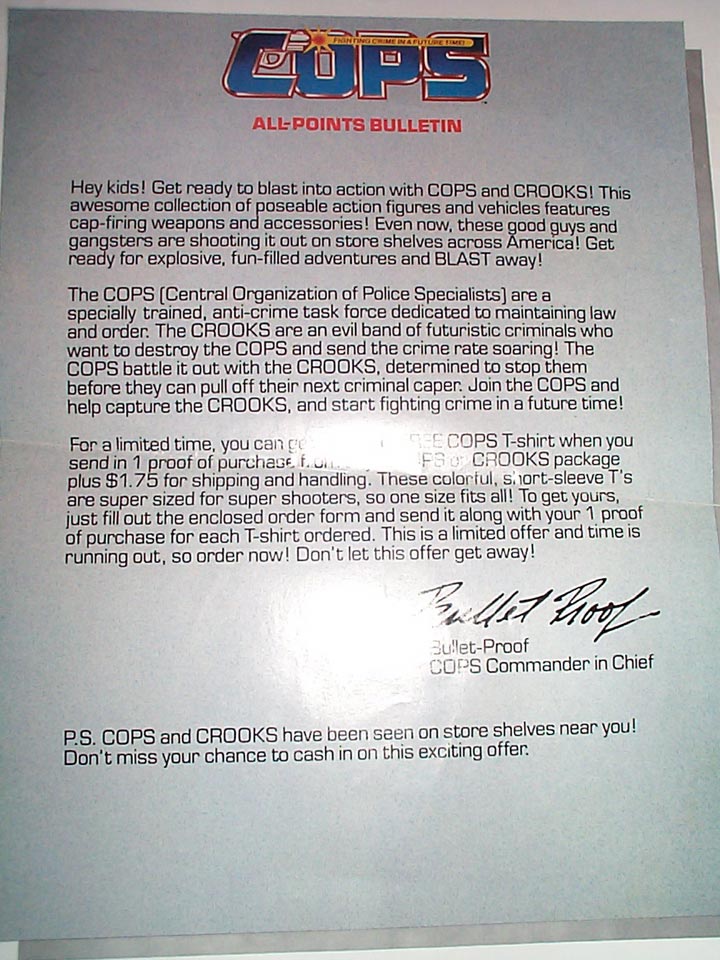 FIGHTING CRIME IN A FUTURE TIME!
COPS
ALL-POINTS BULLETIN
Hey kids! Get ready to blast into action with COPS and CROOKS! This
awesome collection of poseable action figures and vehicles features
cap-firing weapons and accessories! Even now, these good guys and
gangsters are shooting it out on store shelves across America! Get
ready for explosive, fun-filled adventures and BLAST away!
The COPS (Central Organization of Police Specialists) are a
specially trained, anti-crime task force dedicated to maintaining law
and order. The CROOKS are an evil band of futuristic criminals who
want to destroy the COPS and send the crime rate soaring! The
COPS battle it out with the CROOKS, determined to stop them
before they can pull off their next criminal caper. Join the COPS and
help capture the CROOKS, and start fighting crime in a future time!
For a limited time, you can COPS T-shirt when you
send in 1 proof of purchase from CROOKS package
plus $1.75 for shipping and handling. These colorful, short-sleeve T's
are super sized for super shooters, so one size fits all! To get yours,
just fill out the enclosed order form and send it along with your 1 proof
of purchase for each T-shirt ordered. This is a limited offer and time is
running out, so order now! Don't let this offer get away!
Bullet Proof
Bullet-Proof
COPS Commander in Chief
P.S. COPS and CROOKS have been seen on store shelves near you!
Don't miss your chance to cash in on this exciting offer.